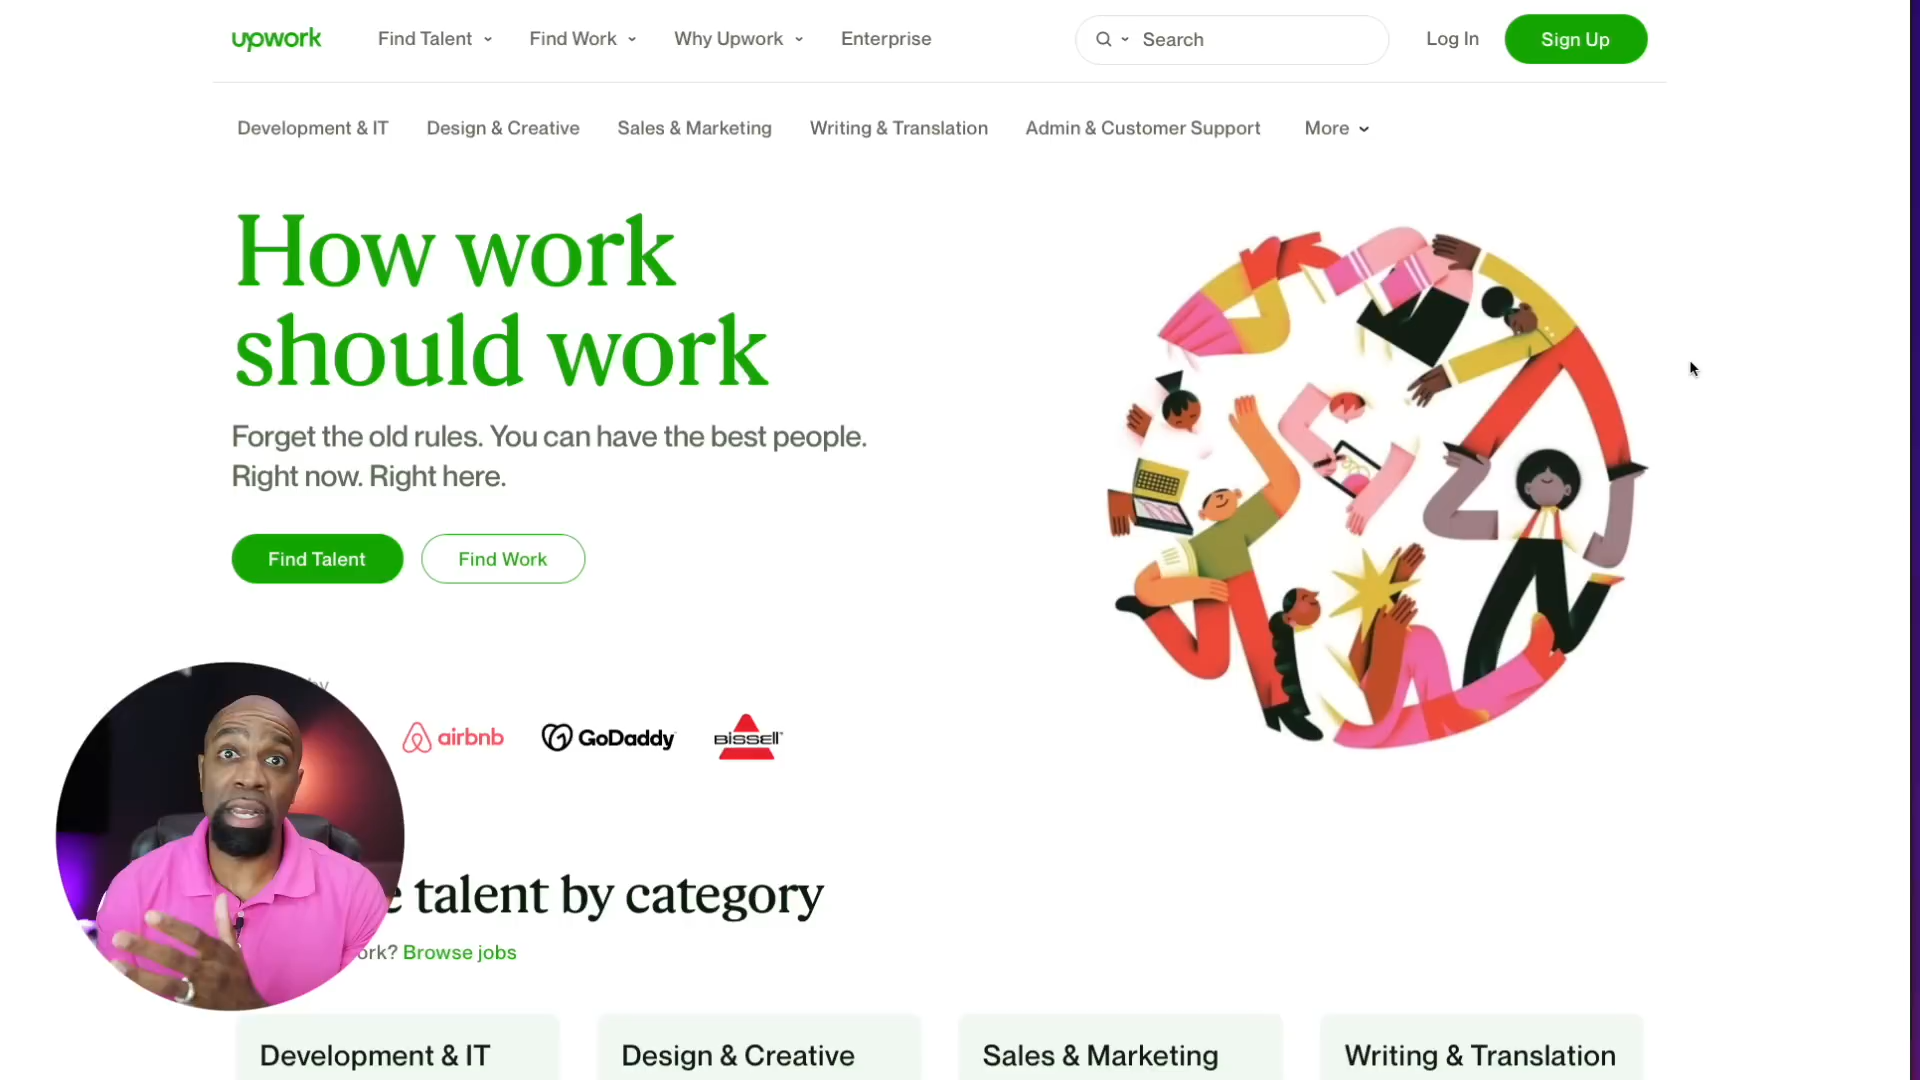 upwork Find Talent Find Work Why Upwork Enterprise Search Log In Sign Up
Development & IT Design & Creative Sales & Marketing Writing & Translation Admin & Customer Support More
How work
should work
Forget the old rules. You can have the best people.
Right now. Right here.
Find Talent Find Work
airbnb GoDaddy BISSELL
talent by category
Browse jobs
Development & IT Design & Creative Sales & Marketing Writing & Translation